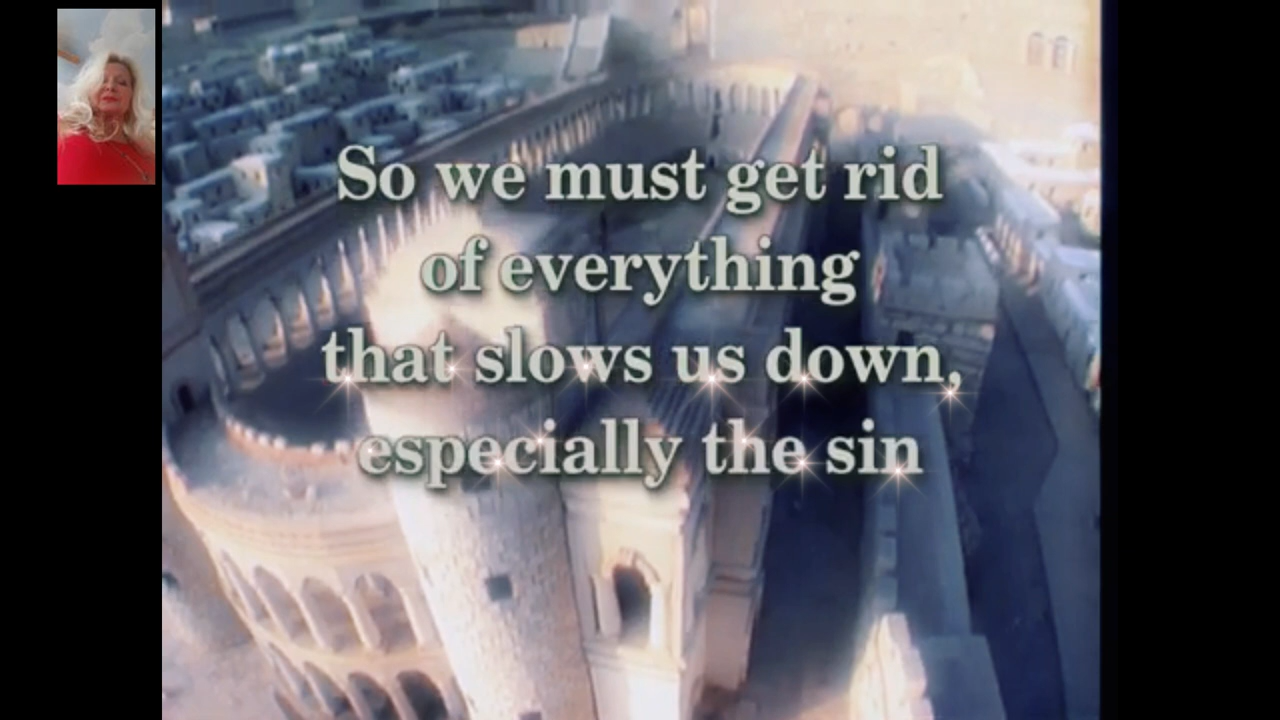 So we must get rid
of everything
that slows us down,
especially the sin